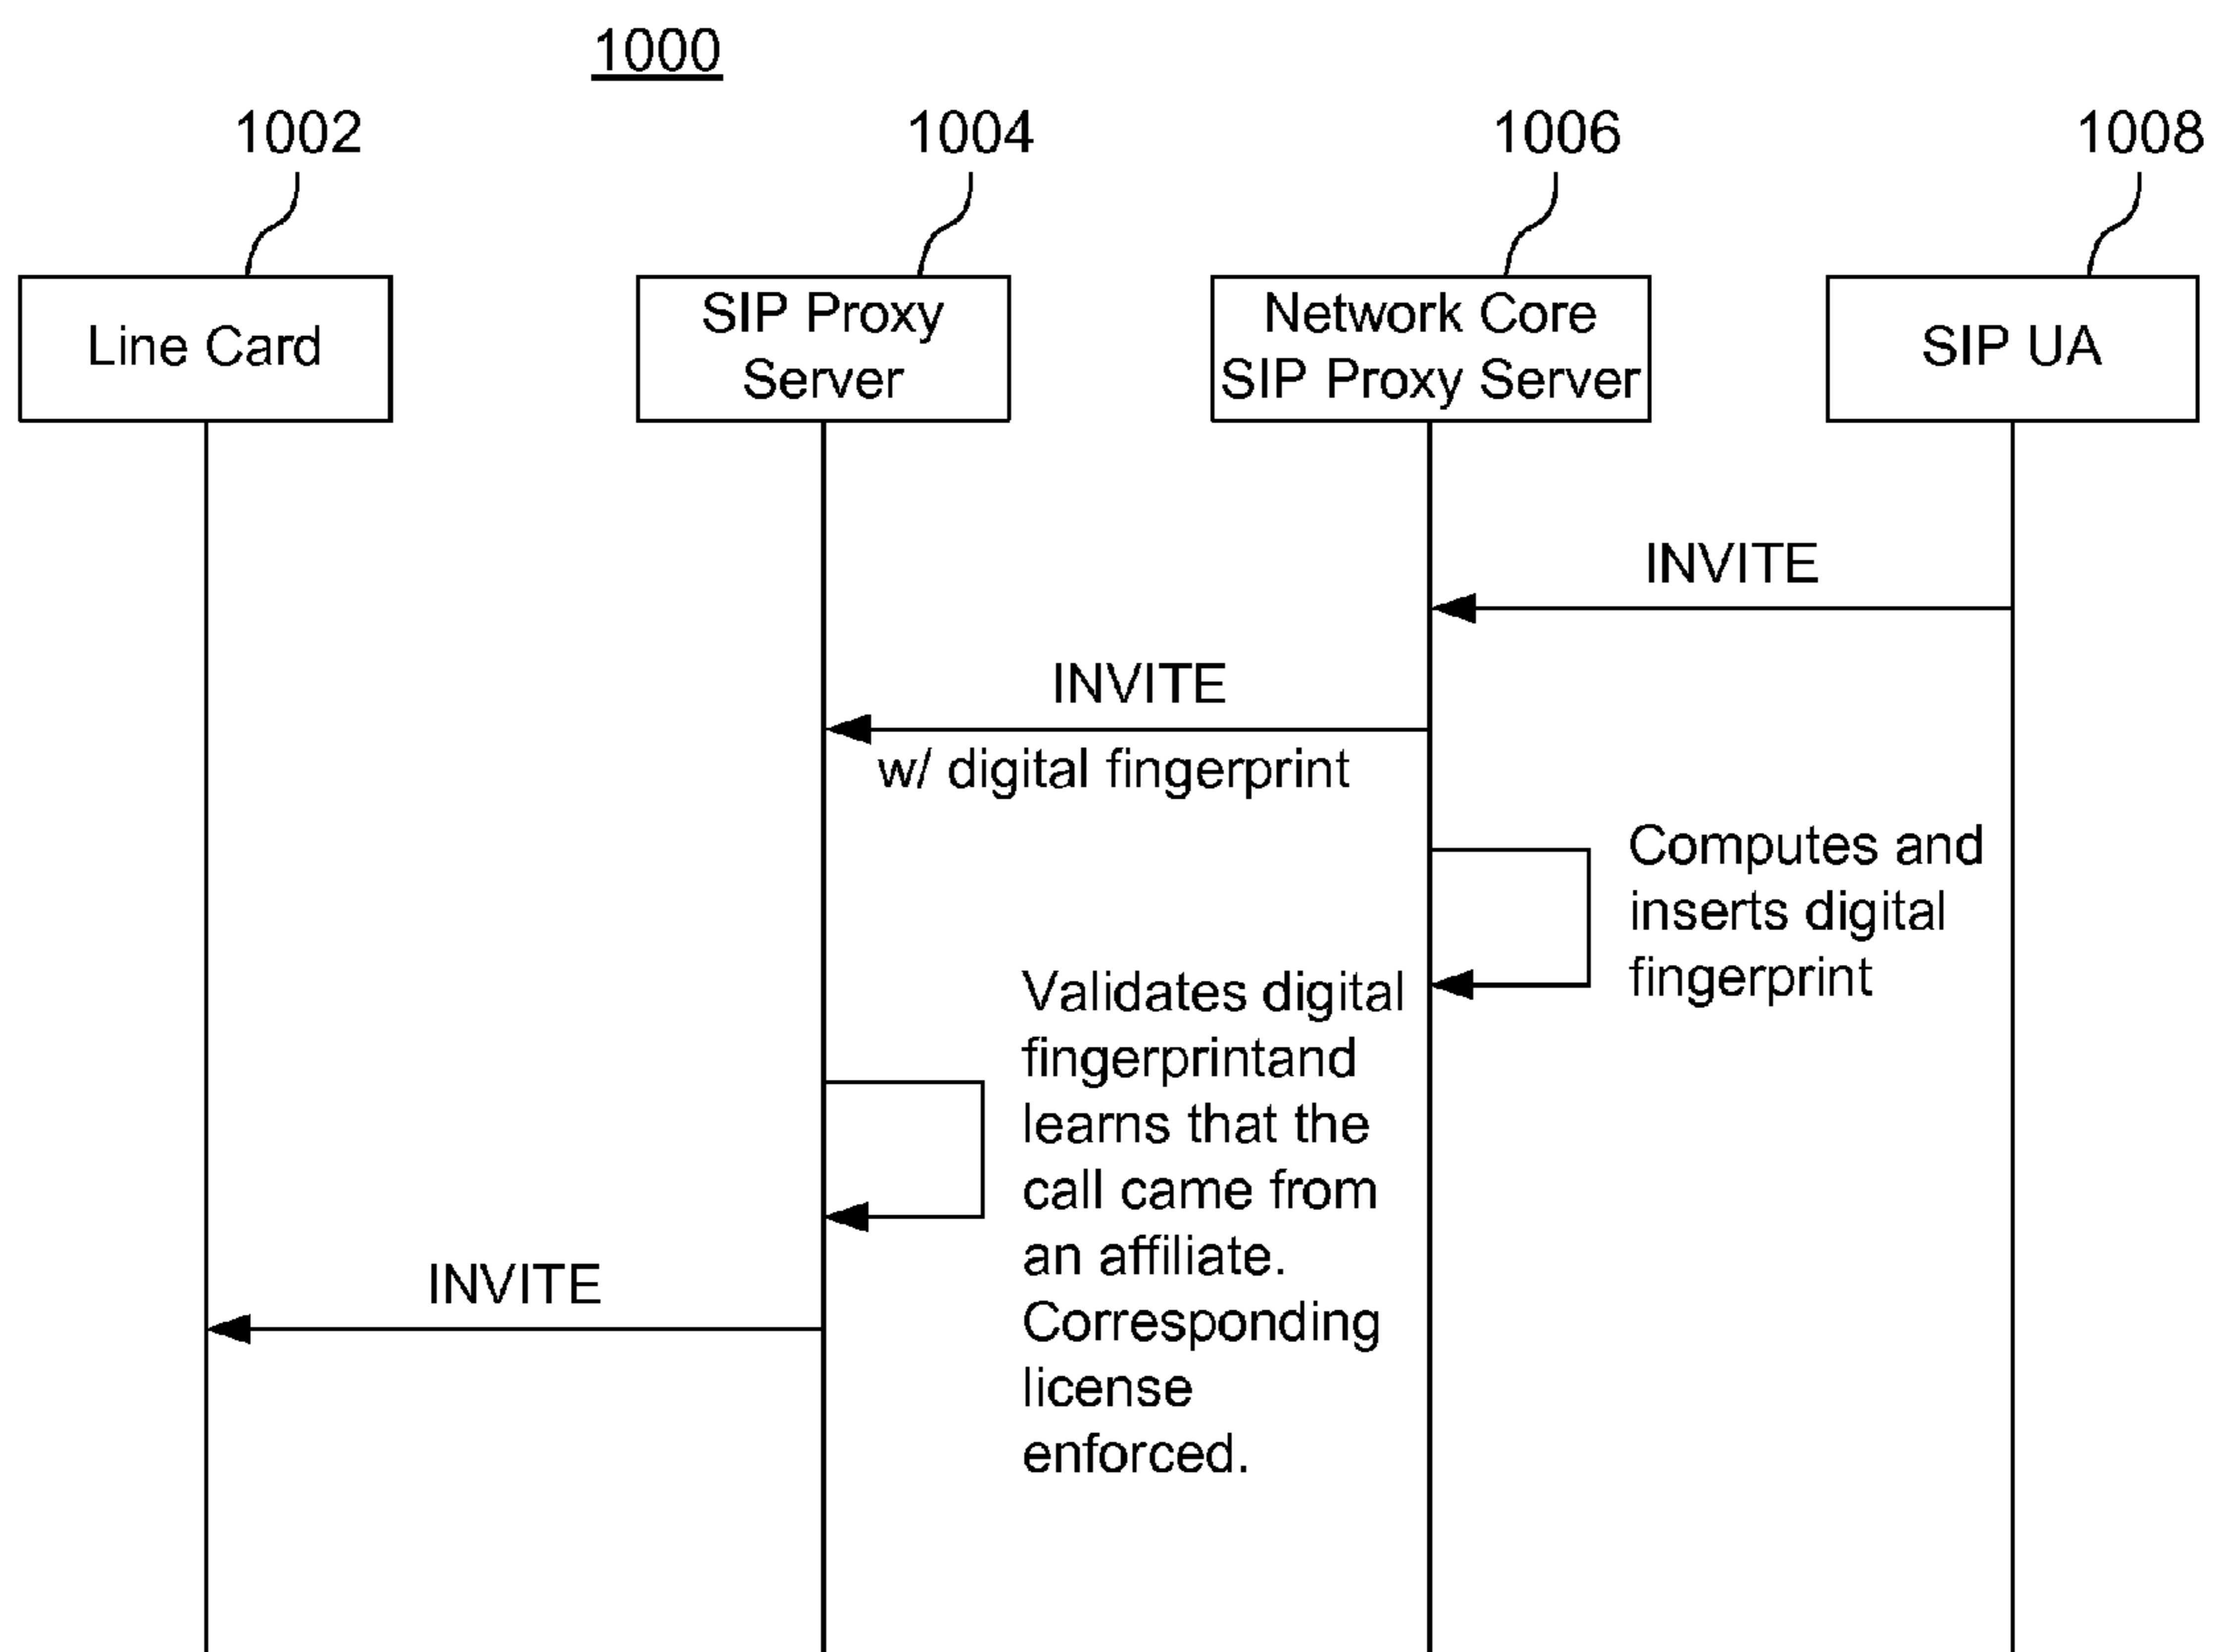 1000
1002
1004
1006
1008
Line Card
SIP Proxy
Server
Network Core
SIP Proxy Server
SIP UA
INVITE
INVITE
w/ digital fingerprint
Computes and
inserts digital
fingerprint
Validates digital
fingerprintand
learns that the
call came from
an affiliate.
Corresponding
license
enforced.
INVITE